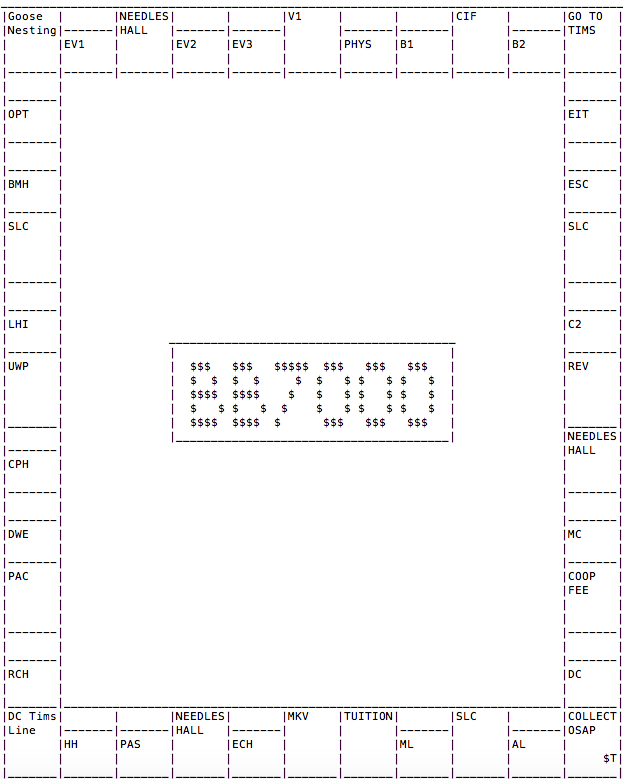 Goose NEEDLES V1 CIF GO TO
Nesting HALL TIMS
EV1 EV2 EV3 PHYS B1 B2
OPT EIT
BMH ESC
SLC SLC
LHI C2
UWP REV
BB7000
NEEDLES
CPH HALL
DWE MC
PAC COOP
FEE
RCH DC
DC Tims NEEDLES MKV TUITION SLC COLLECT
Line HALL OSAP
HH PAS ECH ML AL
$T